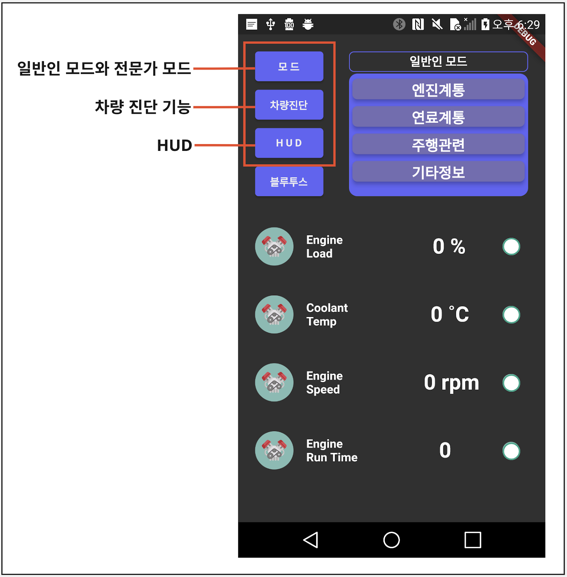 오후 6:29
DEBUG
일반인 모드와 전문가 모드
차량 진단 기능
HUD
모 드
차량진단
H U D
블루투스
일반인 모드
엔진계통
연료계통
주행관련
기타정보
Engine
Load
0 %
Coolant
Temp
0 ˚C
Engine
Speed
0 rpm
Engine
Run Time
0